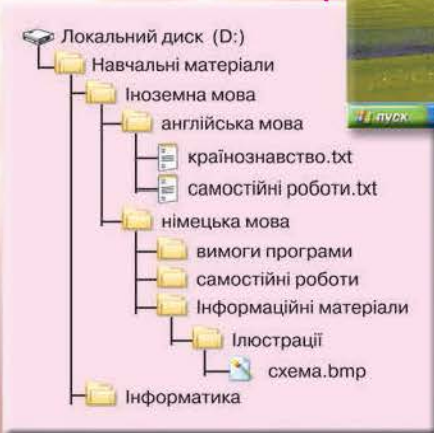 Локальний диск (D:)
Навчальні матеріали
Іноземна мова
англійська мова
країнознавство.txt
самостійні роботи.txt
німецька мова
вимоги програми
самостійні роботи
Інформаційні матеріали
Ілюстрації
схема.bmp
Інформатика
пуск